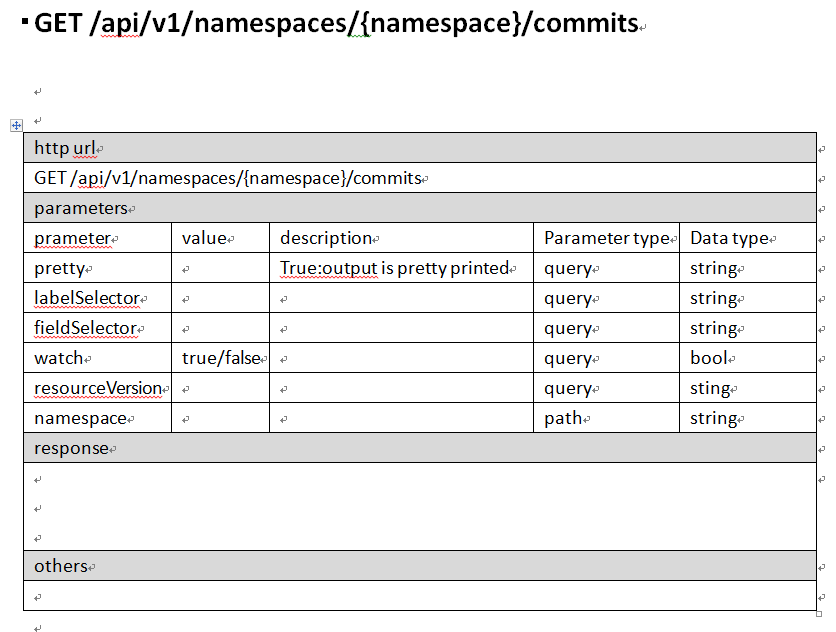 GET /api/v1/namespaces/{namespace}/commits
http url
GET /api/v1/namespaces/{namespace}/commits
parameters
prameter value description Parameter type Data type
pretty True:output is pretty printed query string
labelSelector query string
fieldSelector query string
watch true/false query bool
resourceVersion query sting
namespace path string
response
others